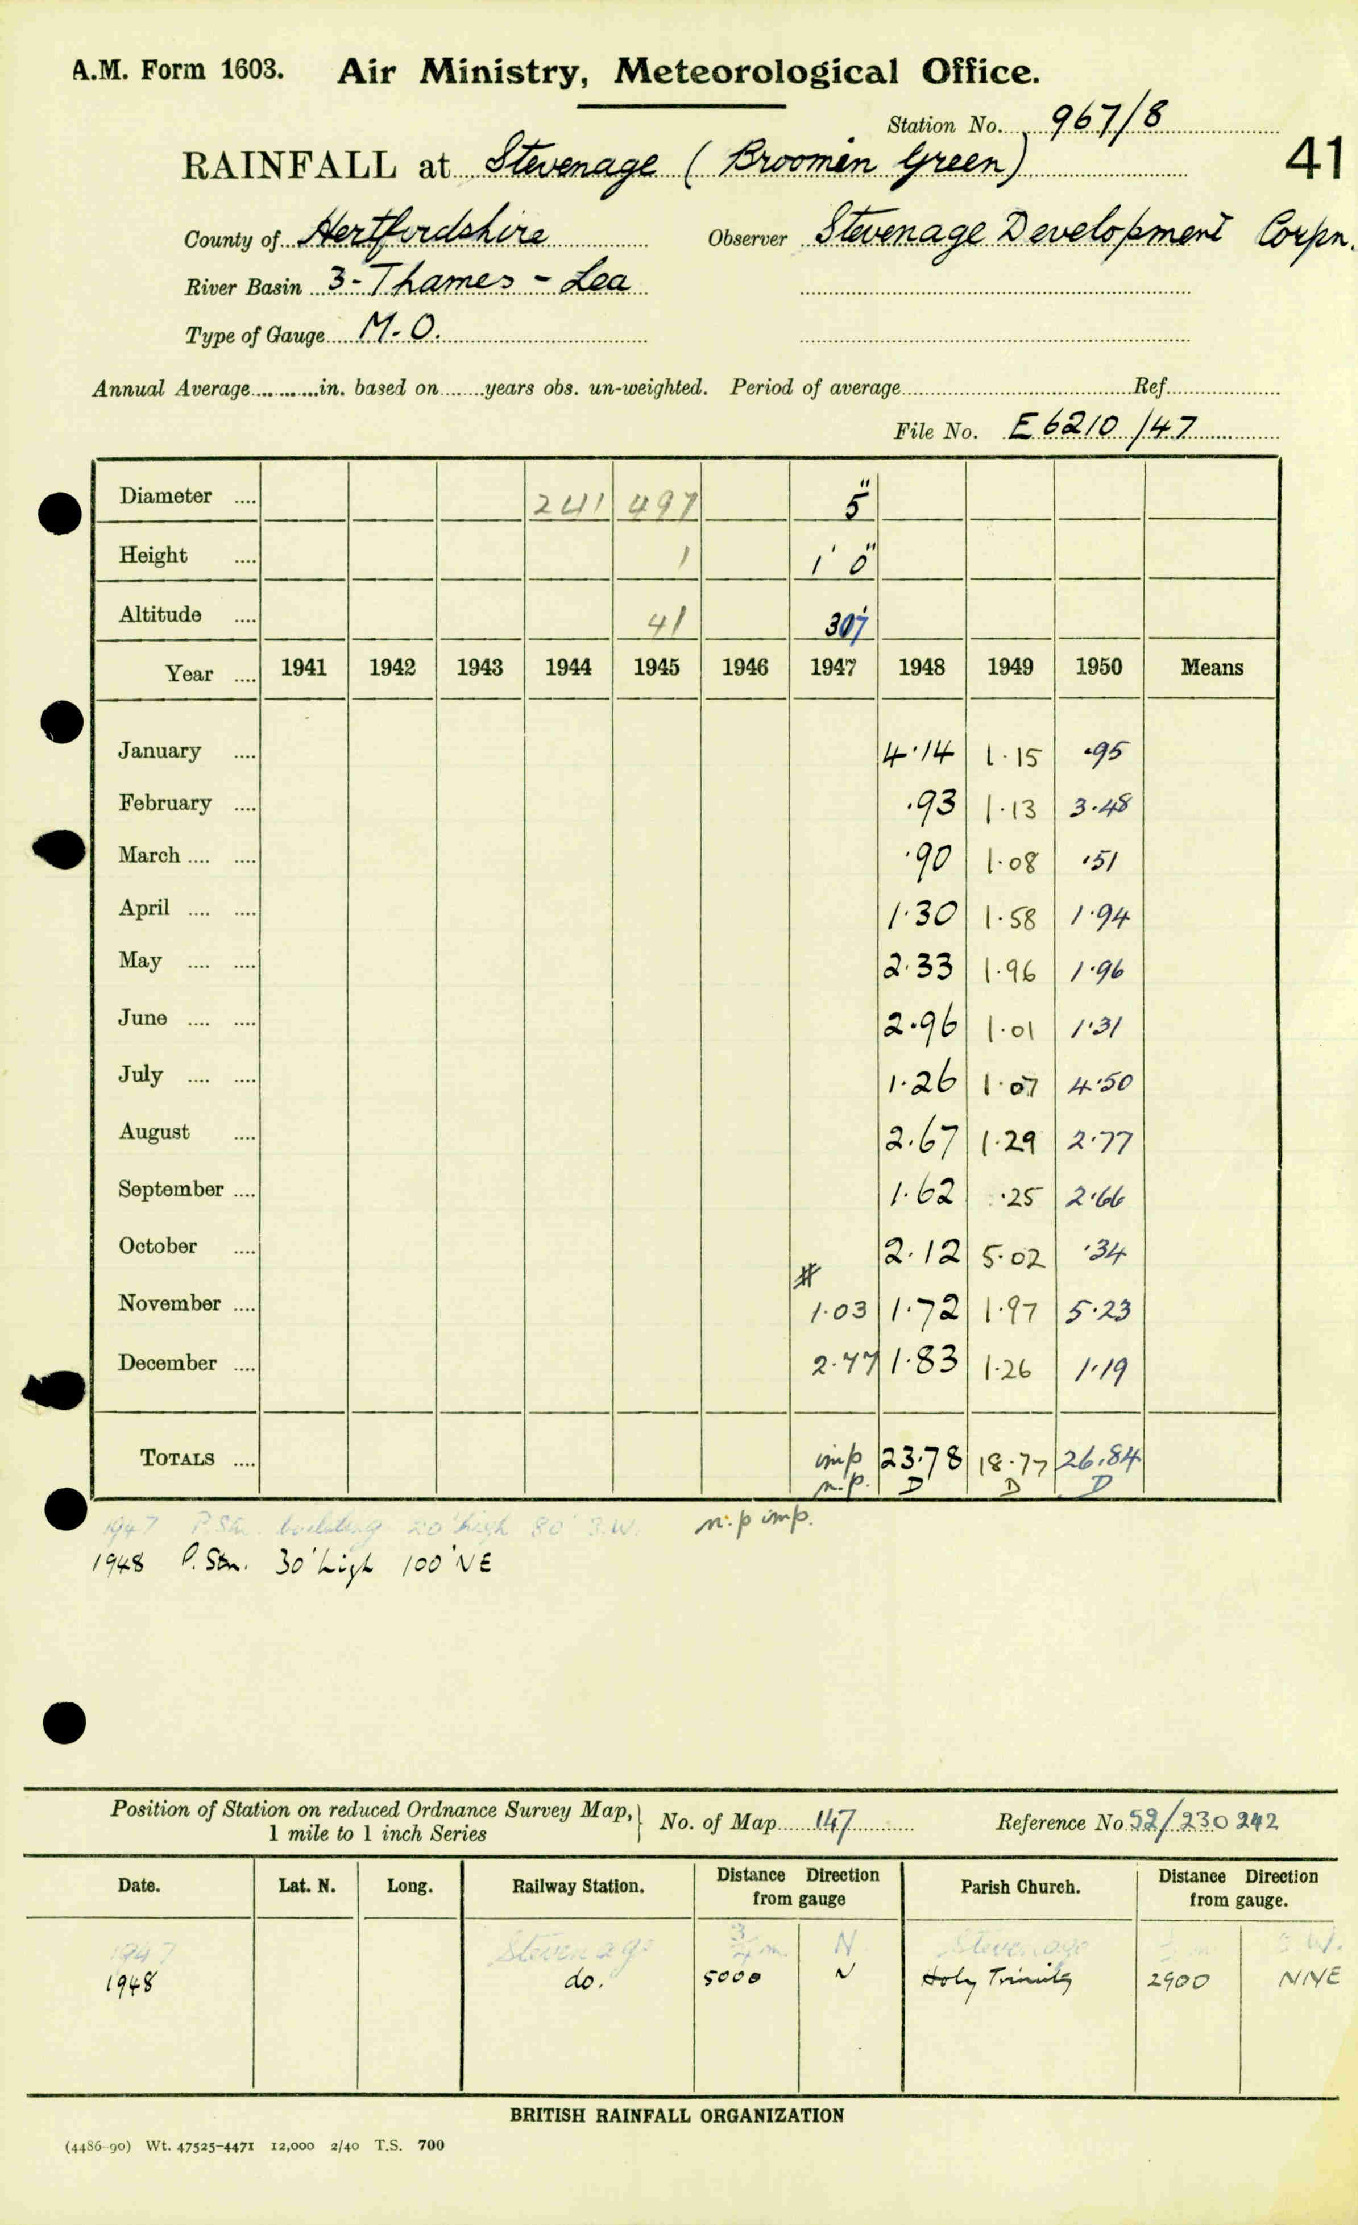 A.M. Form 1603. Air Ministry, Meteorological Office.
Station No. 967/8
41
RAINFALL at Stevenage (Broomin Green)
County of Hertfordshire Observer Stevenage Development Corpn.
River Basin 3-Thames - Lea
Type of Gauge M.O.
Annual Average in. based on years obs. un-weighted. Period of average Ref.
File No. E6210/47
Diameter 241 497 5"
Height 1 1' 0"
Altitude 41 307'
Year 1941 1942 1943 1944 1945 1946 1947 1948 1949 1950 Means
January 4.14 1.15 .95
February .93 1.13 3.48
March .90 1.08 .51
April 1.30 1.58 1.94
May 2.33 1.96 1.96
June 2.96 1.01 1.31
July 1.26 1.07 4.50
August 2.67 1.29 2.77
September 1.62 .25 2.66
October 2.12 5.02 .34
#
November 1.03 1.72 1.97 5.23
December 2.47 1.83 1.26 1.19
TOTALS imp 23.78 18.77 26.84
n.p. D D D
1947 P.Stn. building 20' high 80' S.W. n.p imp.
1948 P. Stn. 30' high 100' NE
Position of Station on reduced Ordnance Survey Map, 1 mile to 1 inch Series } No. of Map 147 Reference No 52/230 242
Date. Lat. N. Long. Railway Station. Distance Direction from gauge Parish Church. Distance Direction from gauge.
1947 Stevenage 3/4 m. N Stevenage S W.
1948 do. 5000 N Holy Trinity 2900 NNE
BRITISH RAINFALL ORGANIZATION
(4486-90) Wt. 47525-4471 12,000 2/40 T.S. 700